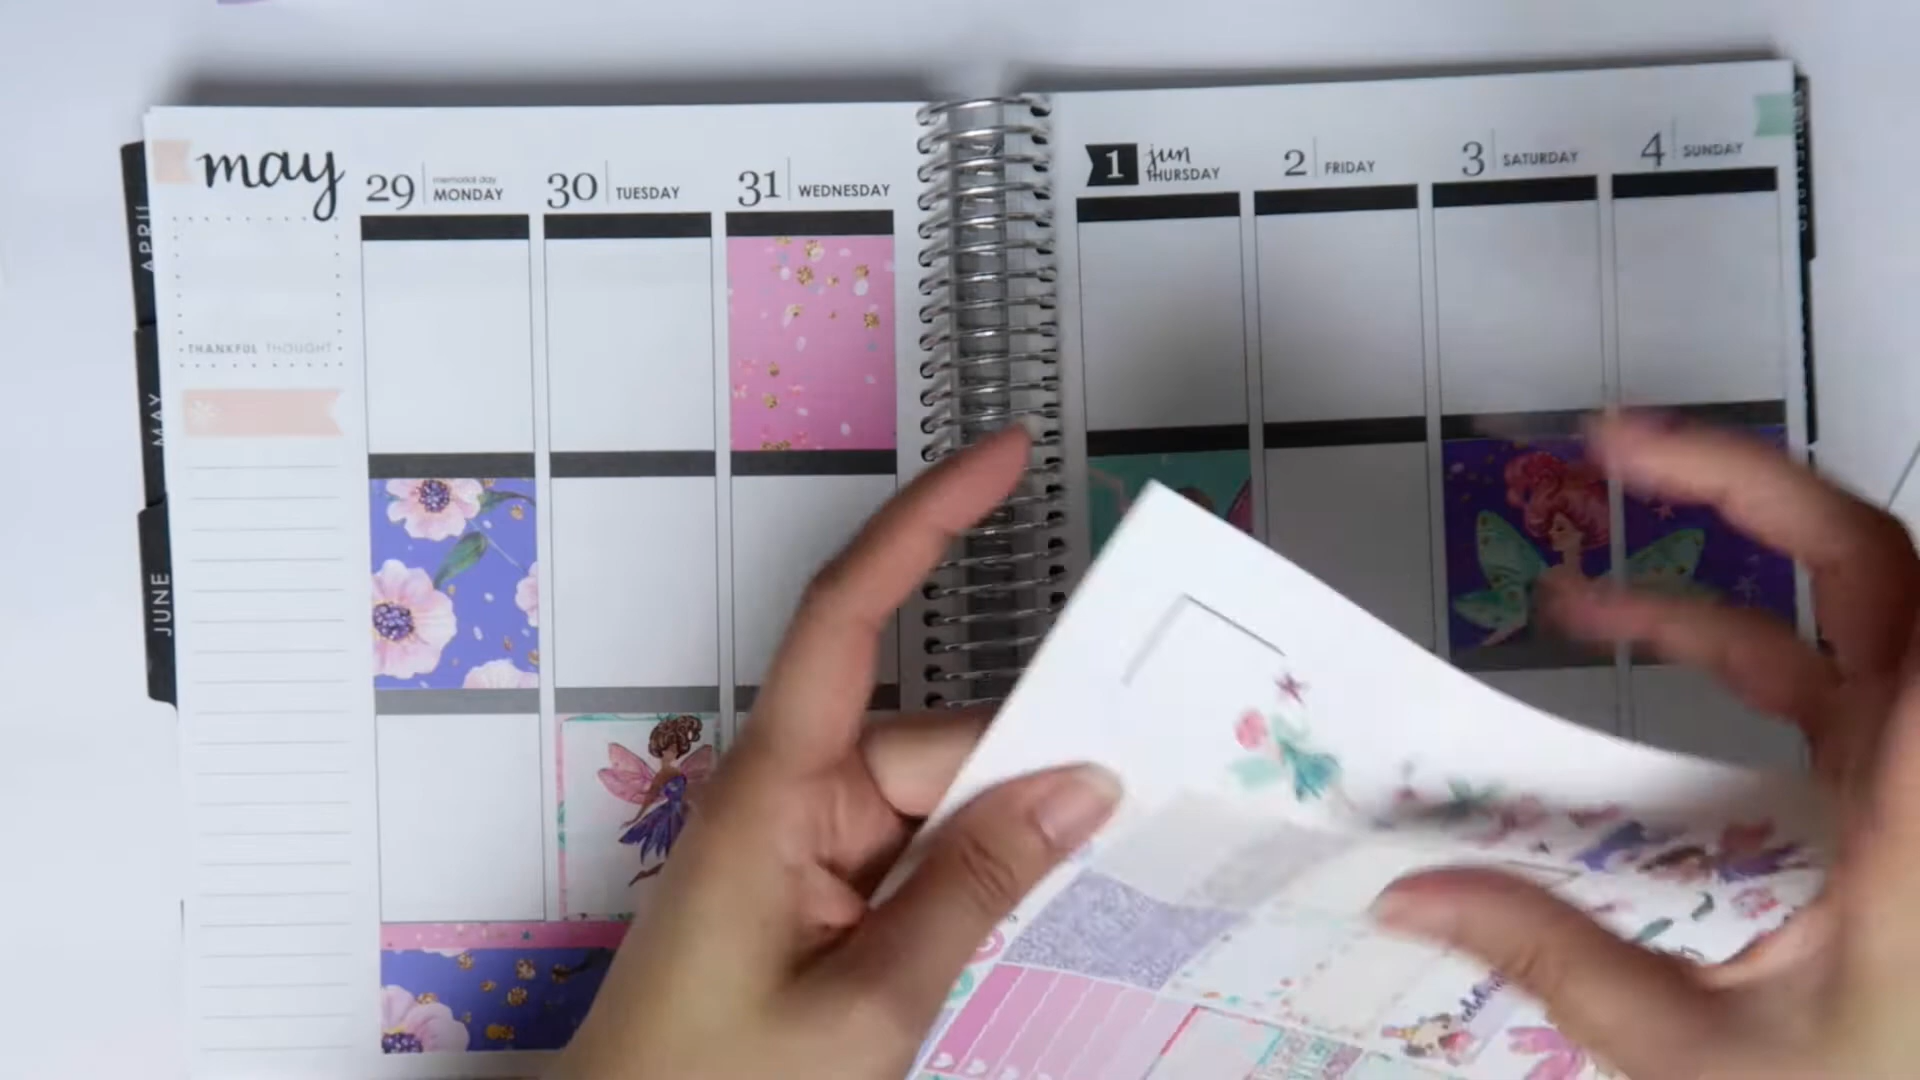 may
29 memorial day MONDAY
30 TUESDAY
31 WEDNESDAY
1 jun THURSDAY
2 FRIDAY
3 SATURDAY
4 SUNDAY
THANKFUL THOUGHT
APRIL
MAY
JUNE